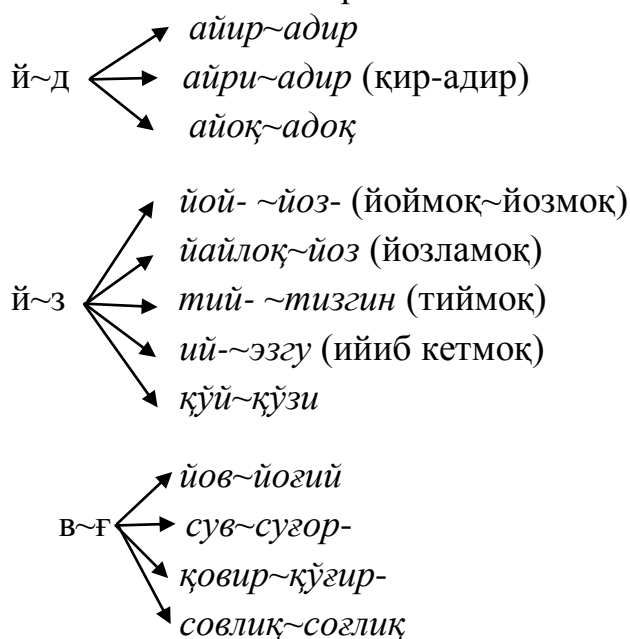 айир~адир
й~д айри~адир (қир-адир)
айоқ~адоқ
йой- ~йоз- (йоймоқ~йозмоқ)
йайлоқ~йоз (йозламоқ)
й~з тий- ~тизгин (тиймоқ)
ий-~эзгу (ийиб кетмоқ)
қўй~қўзи
йов~йоғий
в~ғ сув~суғор-
қовир~қўғир-
совлиқ~соғлиқ